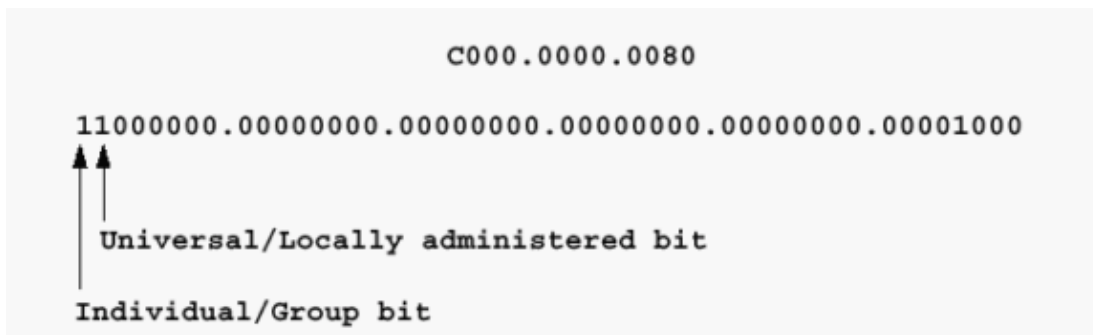 C000.0000.0080
11000000.00000000.00000000.00000000.00000000.00001000
Universal/Locally administered bit
Individual/Group bit